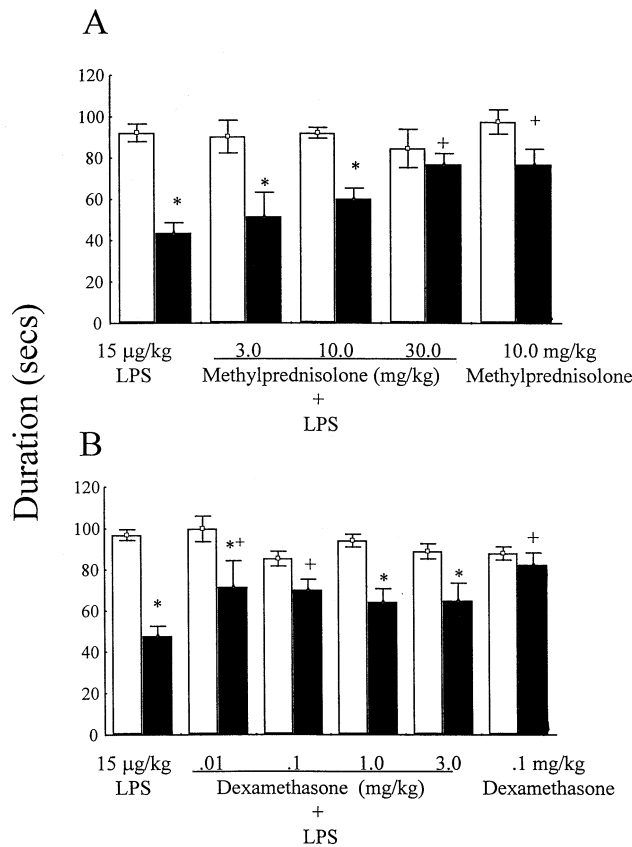 A
120
100
80
60
40
20
0
* * * + +
15 µg/kg 3.0 10.0 30.0 10.0 mg/kg
LPS Methylprednisolone (mg/kg) Methylprednisolone
+
LPS
Duration (secs)
B
120
100
80
60
40
20
0
* *+ + * * +
15 µg/kg .01 .1 1.0 3.0 .1 mg/kg
LPS Dexamethasone (mg/kg) Dexamethasone
+
LPS